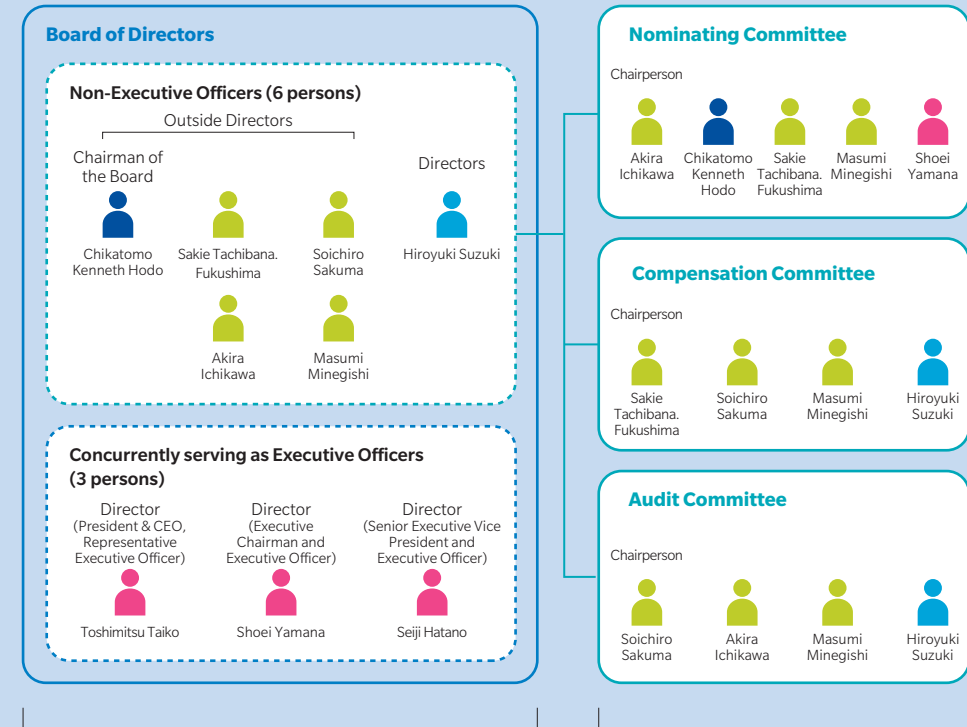 Board of Directors
Non-Executive Officers (6 persons)
Outside Directors
Chairman of
the Board
Directors
Chikatomo
Kenneth Hodo
Sakie Tachibana.
Fukushima
Soichiro
Sakuma
Hiroyuki Suzuki
Akira
Ichikawa
Masumi
Minegishi
Concurrently serving as Executive Officers
(3 persons)
Director
(President & CEO,
Representative
Executive Officer)
Director
(Executive
Chairman and
Executive Officer)
Director
(Senior Executive Vice
President and
Executive Officer)
Toshimitsu Taiko
Shoei Yamana
Seiji Hatano
Nominating Committee
Chairperson
Akira
Ichikawa
Chikatomo
Kenneth
Hodo
Sakie
Tachibana.
Fukushima
Masumi
Minegishi
Shoei
Yamana
Compensation Committee
Chairperson
Sakie
Tachibana.
Fukushima
Soichiro
Sakuma
Masumi
Minegishi
Hiroyuki
Suzuki
Audit Committee
Chairperson
Soichiro
Sakuma
Akira
Ichikawa
Masumi
Minegishi
Hiroyuki
Suzuki